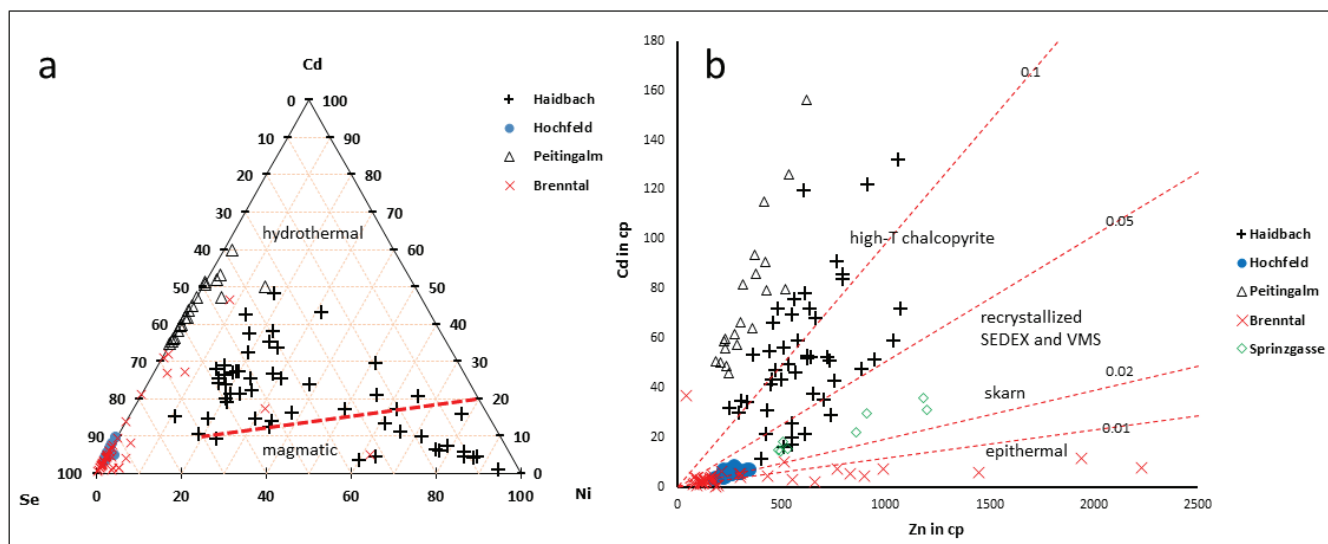 a
Cd
0 100
10 90
20 80
30 70
40 60
50 50
60 40
70 30
80 20
90 10
100 0
0 20 40 60 80 100
Se
Ni
hydrothermal
magmatic
Haidbach
Hochfeld
Peitingalm
Brenntal
b
Cd in cp
180
160
140
120
100
80
60
40
20
0
0 500 1000 1500 2000 2500
Zn in cp
0.1
0.05
high-T chalcopyrite
recrystallized
SEDEX and VMS
0.02
skarn
0.01
epithermal
Haidbach
Hochfeld
Peitingalm
Brenntal
Sprinzgasse